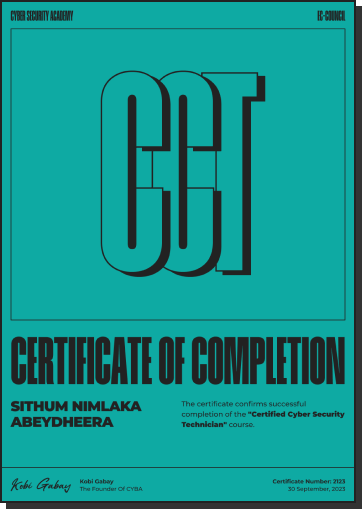 CYBER SECURITY ACADEMY
EC-COUNCIL
CCT
CERTIFICATE OF COMPLETION
SITHUM NIMLAKA
ABEYDHEERA
The certificate confirms successful
completion of the "Certified Cyber Security
Technician" course.
Kobi Gabay
Kobi Gabay
The Founder Of CYBA
Certificate Number: 2123
30 September, 2023